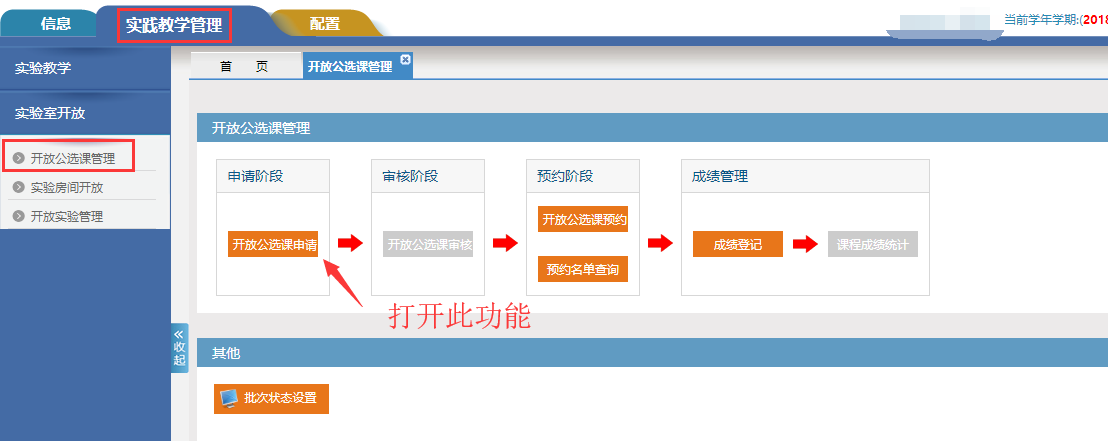 信息
实践教学管理
配置
当前学年学期:(2018
实验教学
实验室开放
开放公选课管理
实验房间开放
开放实验管理
收起
首 页
开放公选课管理
开放公选课管理
申请阶段
审核阶段
预约阶段
成绩管理
开放公选课申请
开放公选课审核
开放公选课预约
预约名单查询
成绩登记
课程成绩统计
打开此功能
其他
批次状态设置